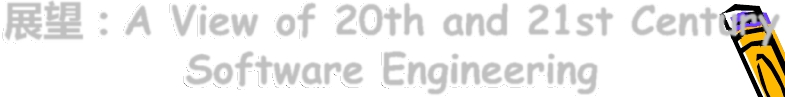 展望：A View of 20th and 21st Century
Software Engineering